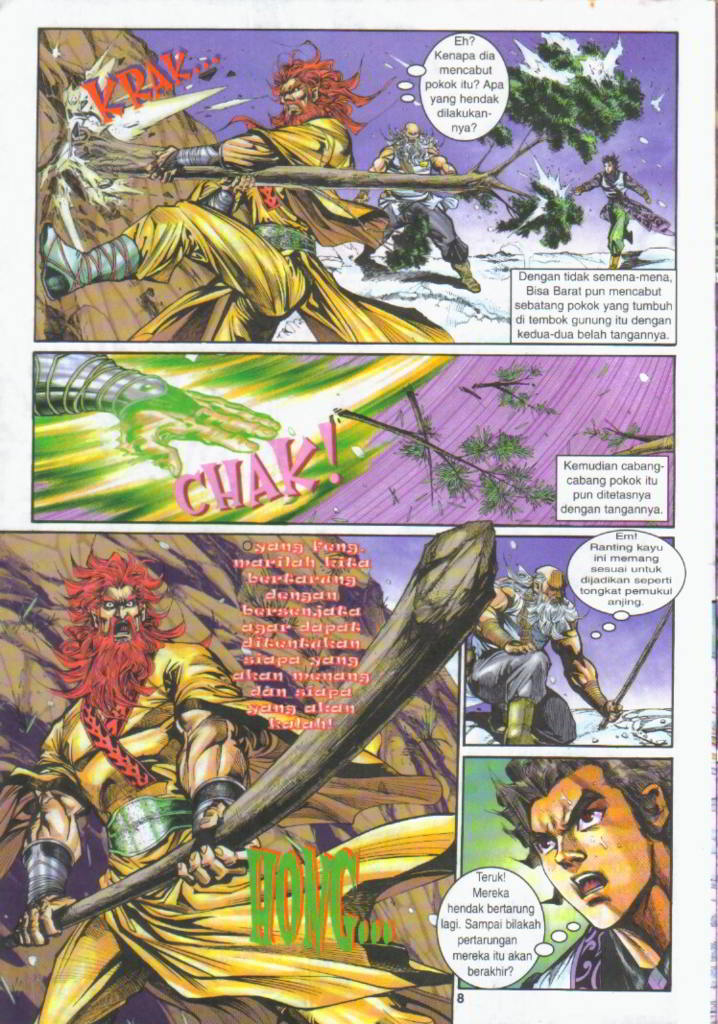 KRAK...
Eh?
Kenapa dia
mencabut
pokok itu? Apa
yang hendak
dilakukan-
nya?
Dengan tidak semena-mena,
Bisa Barat pun mencabut
sebatang pokok yang tumbuh
di tembok gunung itu dengan
kedua-dua belah tangannya.
CHAK!
Kemudian cabang-
cabang pokok itu
pun ditetasnya
dengan tangannya.
Oyang Feng,
marilah kita
bertarung
dengan
bersenjata
agar dapat
ditentukan
siapa yang
akan menang
dan siapa
yang akan
kalah!
HONG...
Em!
Ranting kayu
ini memang
sesuai untuk
dijadikan seperti
tongkat pemukul
anjing.
Teruk!
Mereka
hendak bertarung
lagi. Sampai bilakah
pertarungan
mereka itu akan
berakhir?
8